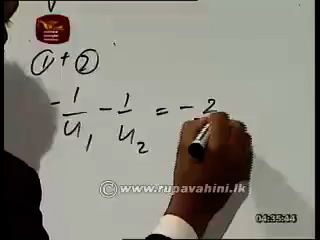 ① + ②
- 1/u₁ - 1/u₂ = - 2
© www.rupavahini.lk
04:35:44